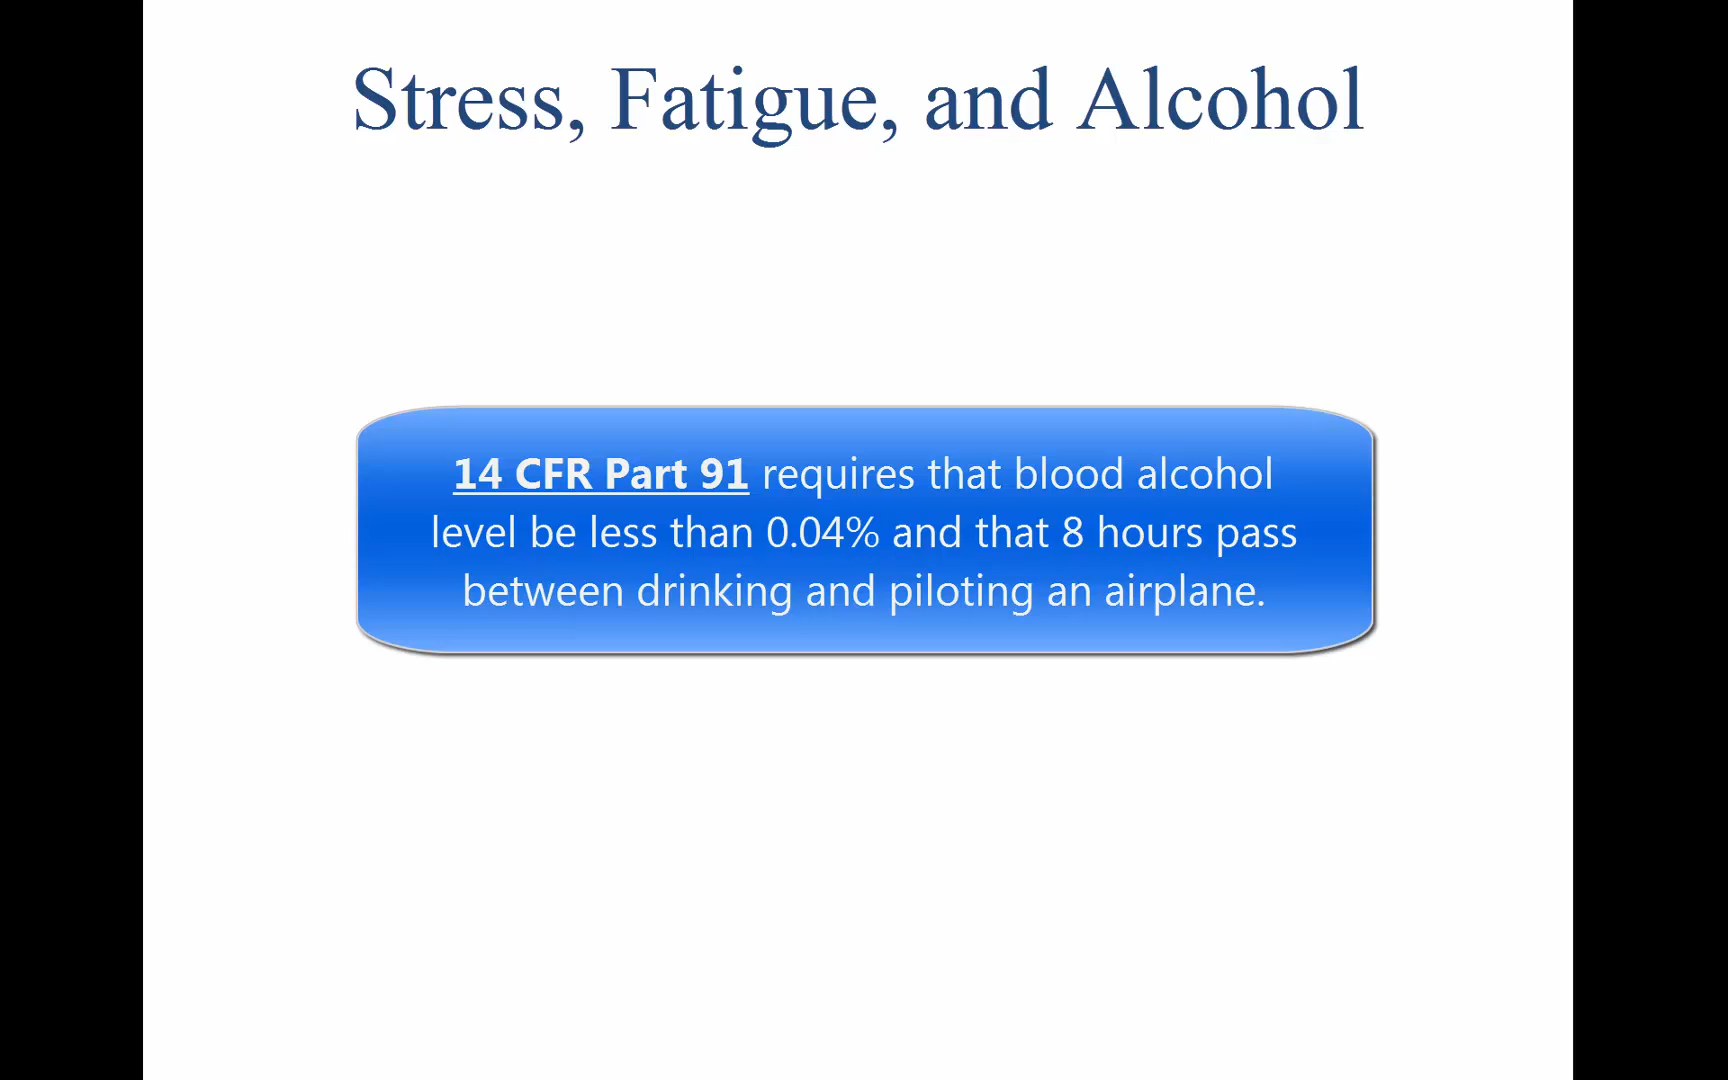 Stress, Fatigue, and Alcohol
14 CFR Part 91 requires that blood alcohol
level be less than 0.04% and that 8 hours pass
between drinking and piloting an airplane.